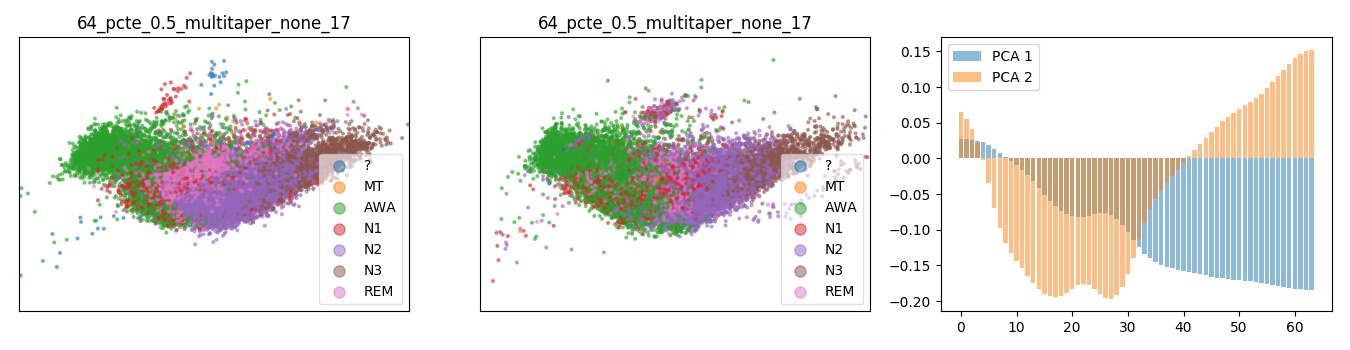 64_pcte_0.5_multitaper_none_17
?
MT
AWA
N1
N2
N3
REM
64_pcte_0.5_multitaper_none_17
?
MT
AWA
N1
N2
N3
REM
PCA 1
PCA 2
0.15
0.10
0.05
0.00
−0.05
−0.10
−0.15
−0.20
0 10 20 30 40 50 60